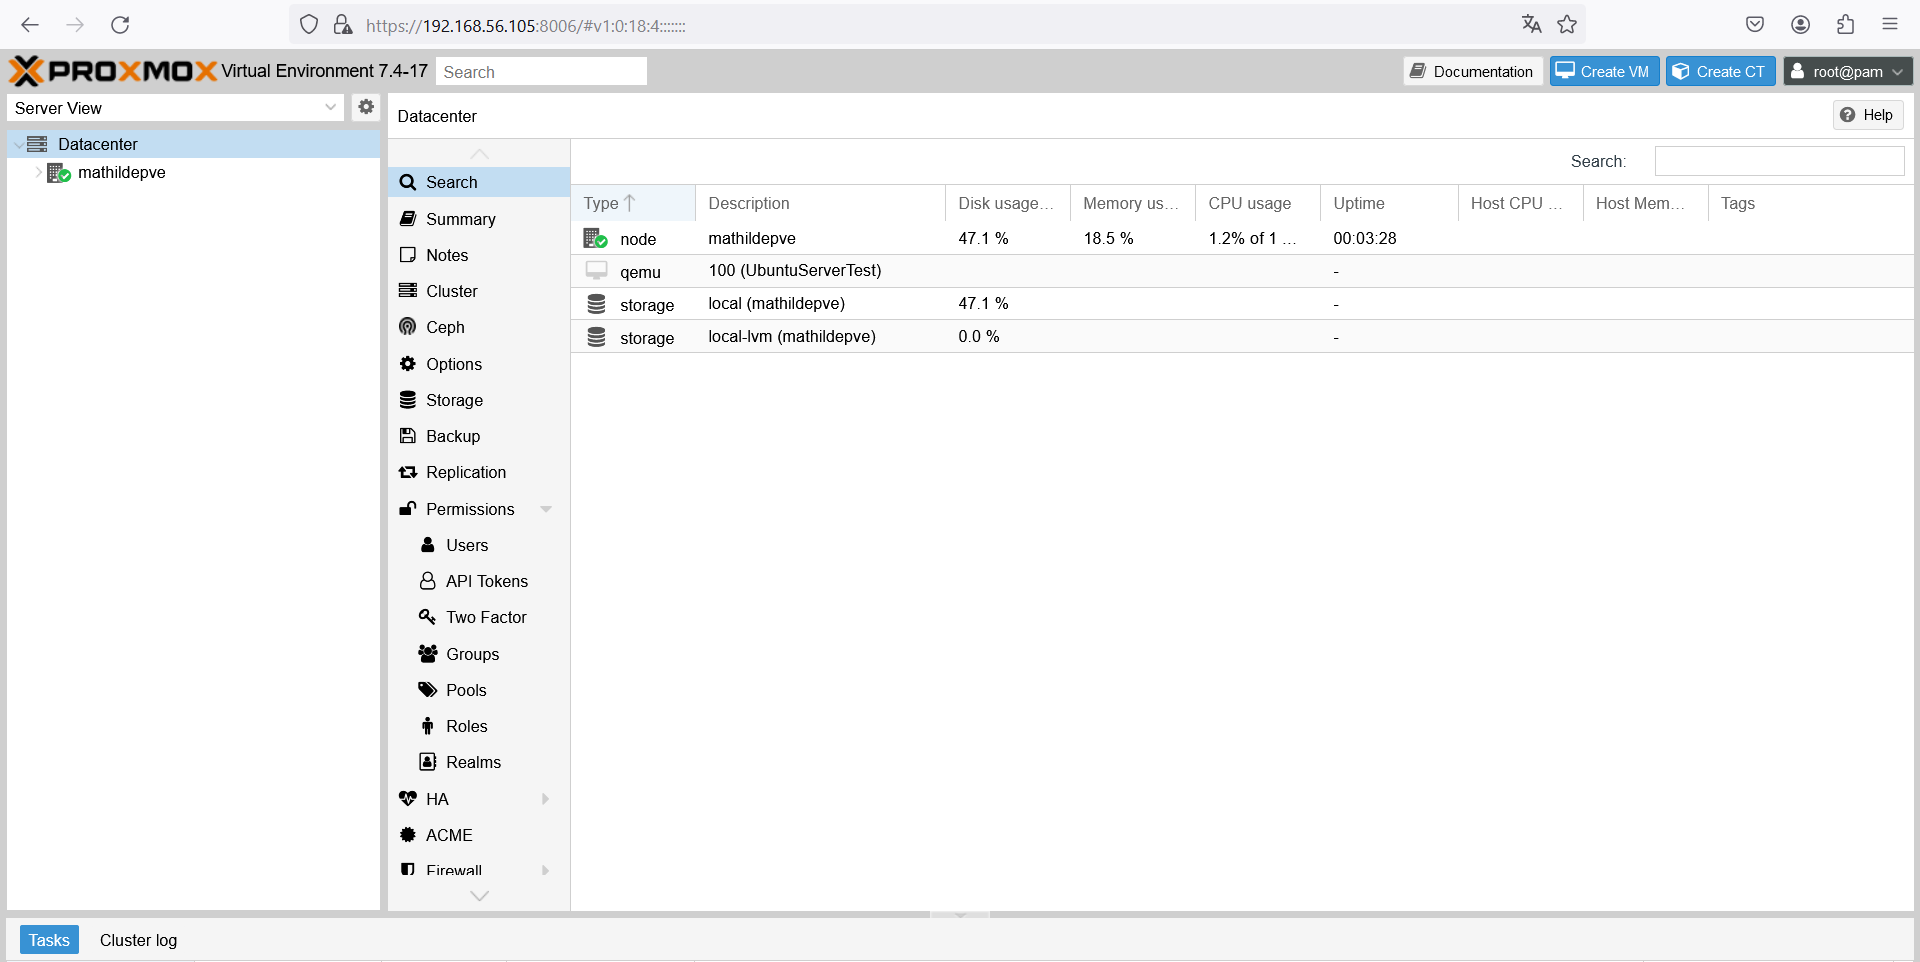 https://192.168.56.105:8006/#v1:0:18:4:::::::
PROXMOX Virtual Environment 7.4-17 Search Documentation Create VM Create CT root@pam
Server View
Datacenter
mathildepve
Datacenter Help
Search
Summary
Notes
Cluster
Ceph
Options
Storage
Backup
Replication
Permissions
Users
API Tokens
Two Factor
Groups
Pools
Roles
Realms
HA
ACME
Firewall
Search:
Type Description Disk usage... Memory us... CPU usage Uptime Host CPU ... Host Mem... Tags
node mathildepve 47.1 % 18.5 % 1.2% of 1 ... 00:03:28
qemu 100 (UbuntuServerTest) -
storage local (mathildepve) 47.1 % -
storage local-lvm (mathildepve) 0.0 % -
Tasks Cluster log